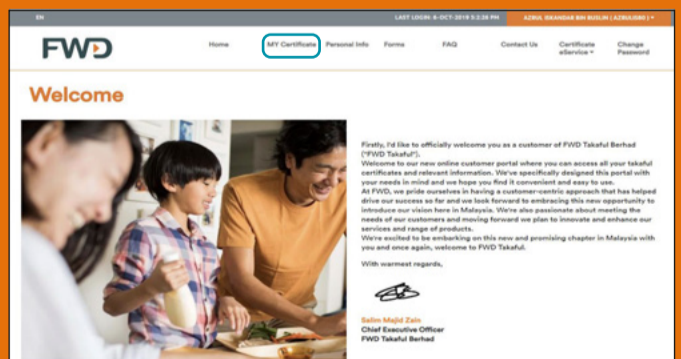 EN
LAST LOGIN: 8-OCT-2019 5:2:28 PM
AZRUL ISKANDAR BIN BUSLIN ( AZRULISB0 )
FWD
Home
MY Certificate
Personal Info
Forms
FAQ
Contact Us
Certificate eService
Change Password
Welcome
Firstly, I'd like to officially welcome you as a customer of FWD Takaful Berhad
("FWD Takaful").
Welcome to our new online customer portal where you can access all your takaful
certificates and relevant information. We've specifically designed this portal with
your needs in mind and we hope you find it convenient and easy to use.
At FWD, we pride ourselves in having a customer-centric approach that has helped
drive our success so far and we look forward to embracing this new opportunity to
introduce our vision here in Malaysia. We're also passionate about meeting the
needs of our customers and moving forward we plan to innovate and enhance our
services and range of products.
We're excited to be embarking on this new and promising chapter in Malaysia with
you and once again, welcome to FWD Takaful.
With warmest regards,
Salim Majid Zain
Chief Executive Officer
FWD Takaful Berhad